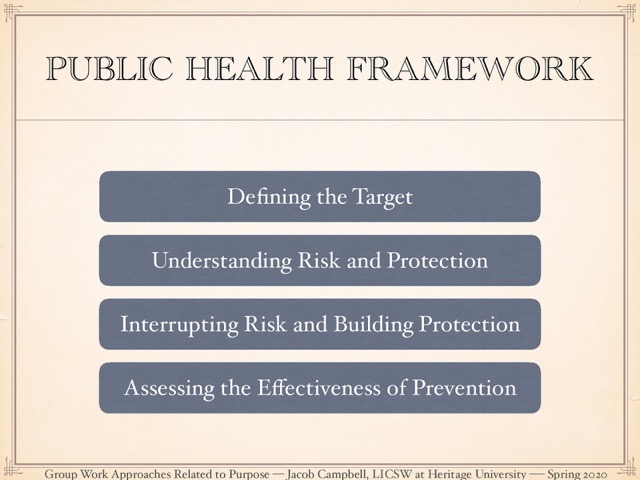 PUBLIC HEALTH FRAMEWORK
Defining the Target
Understanding Risk and Protection
Interrupting Risk and Building Protection
Assessing the Effectiveness of Prevention
Group Work Approaches Related to Purpose — Jacob Campbell, LICSW at Heritage University — Spring 2020